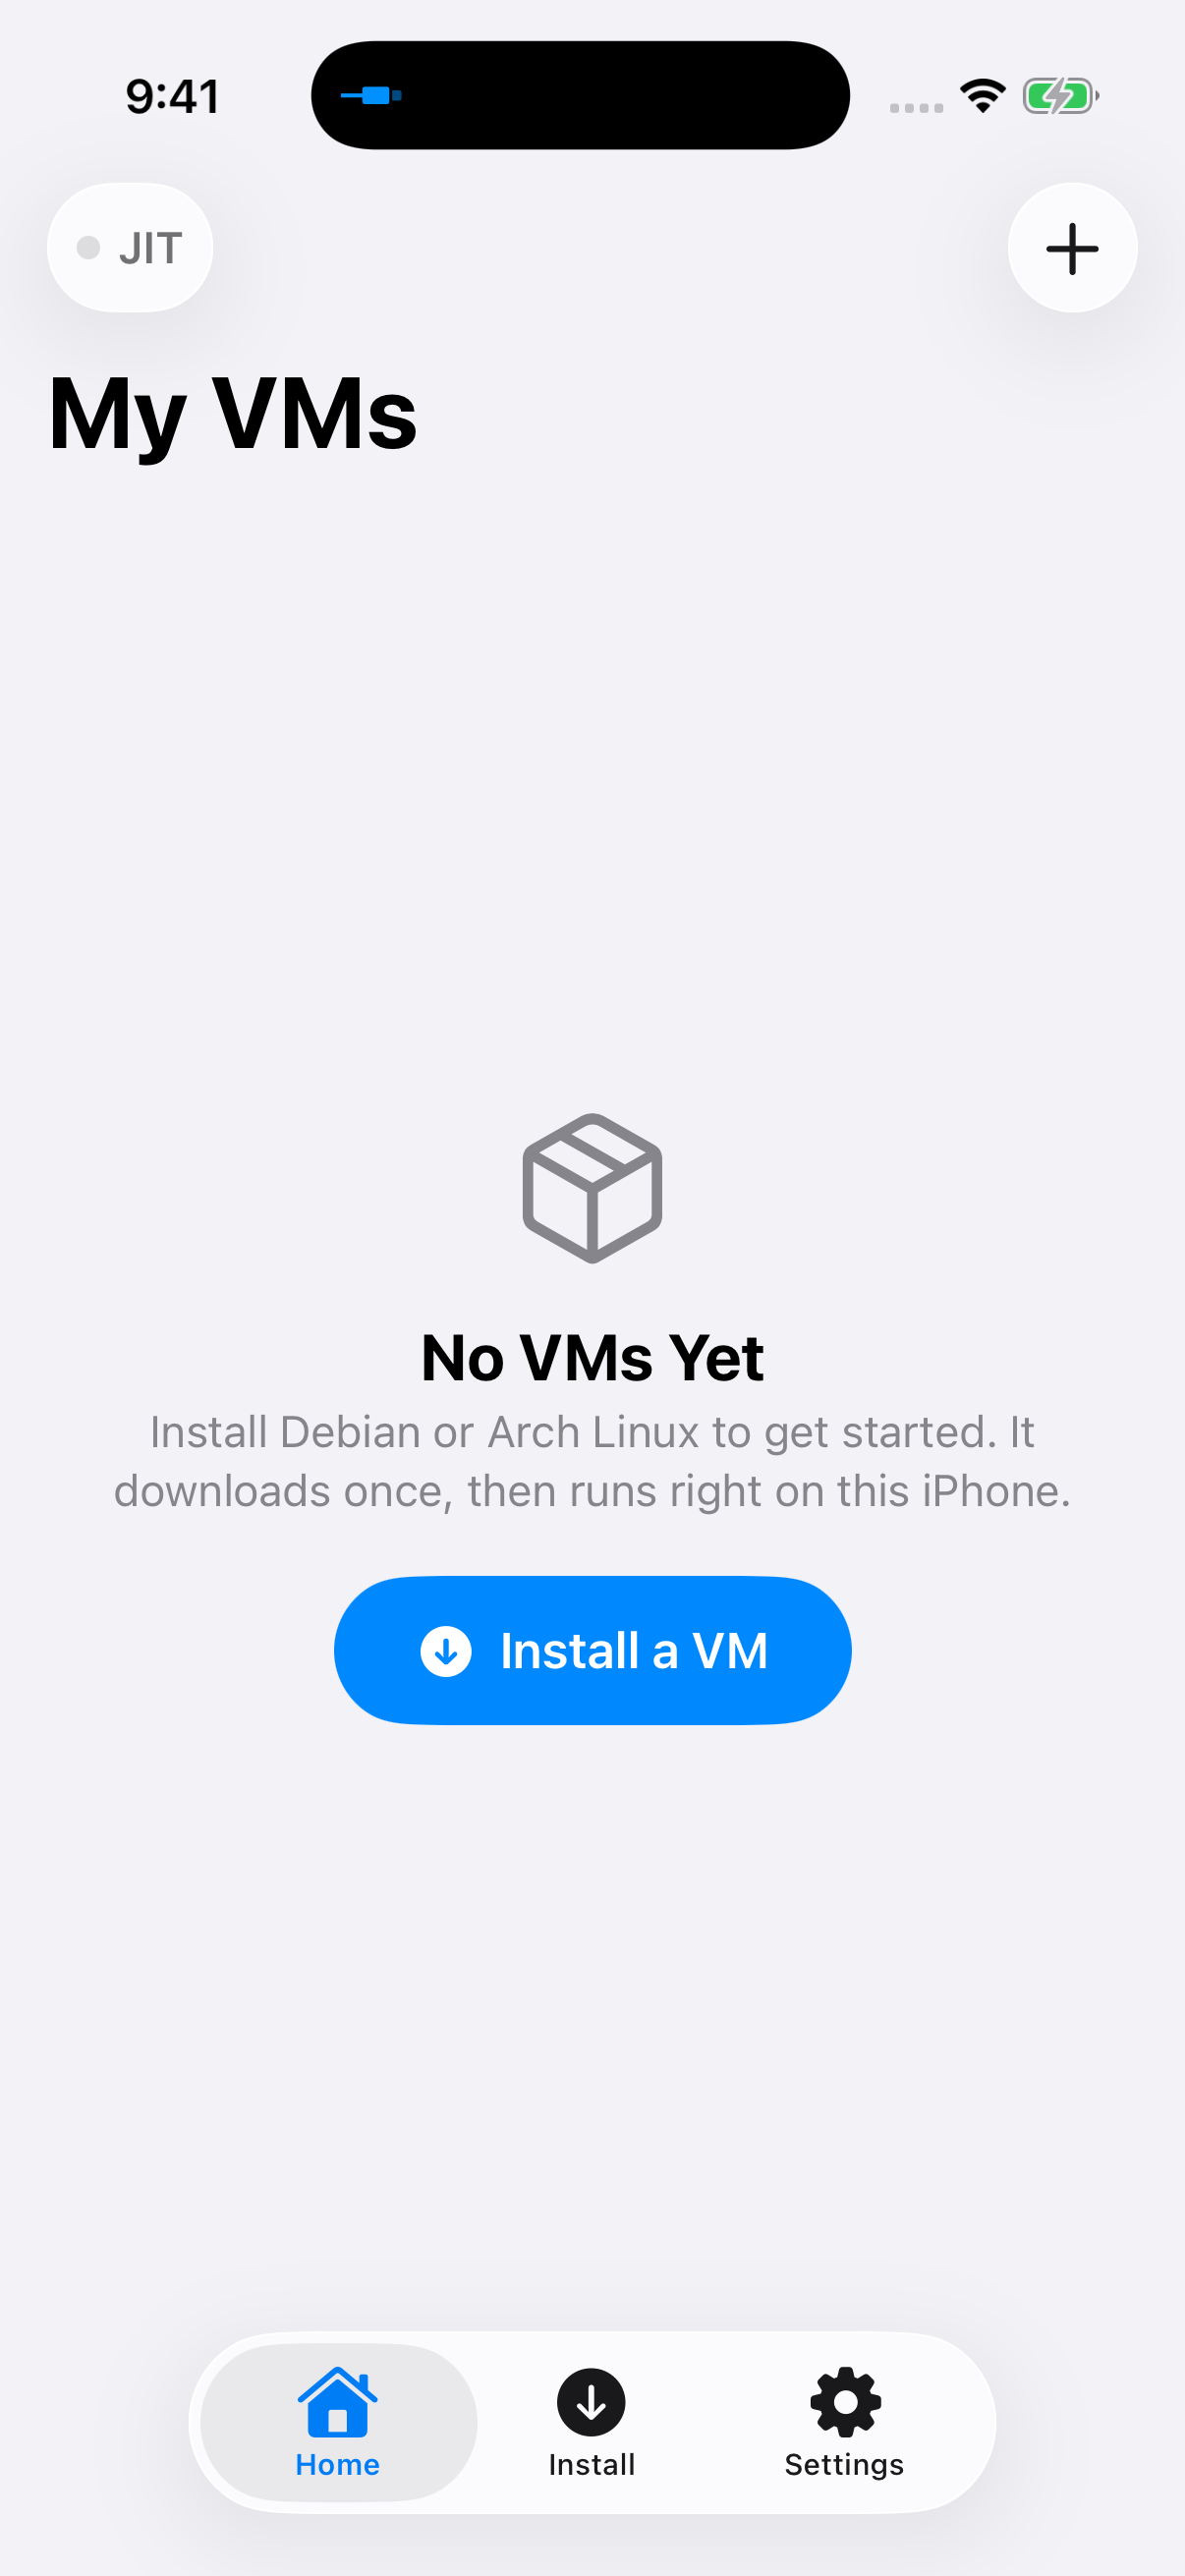 9:41
JIT
My VMs
No VMs Yet
Install Debian or Arch Linux to get started. It
downloads once, then runs right on this iPhone.
Install a VM
Home
Install
Settings